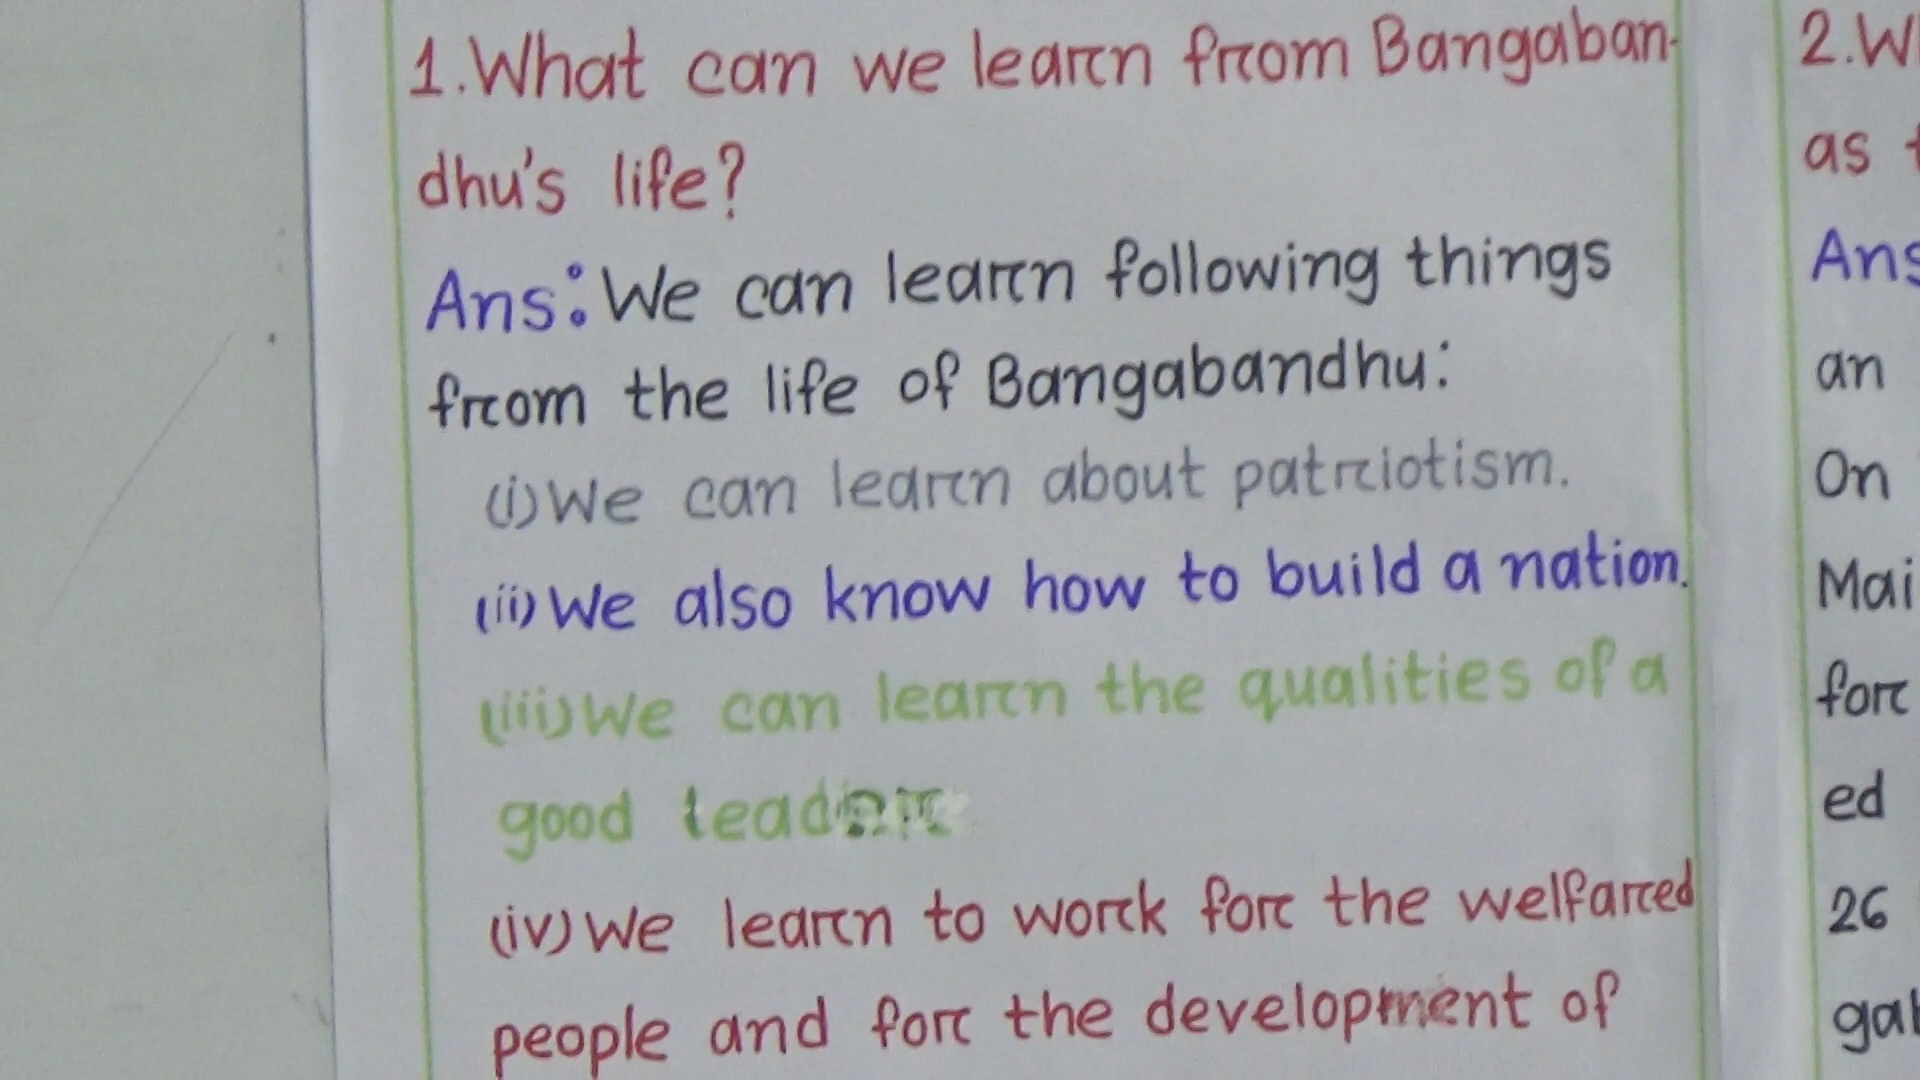 1. What can we learn from Bangaban-
dhu's life?
Ans: We can learn following things
from the life of Bangabandhu:
(i) We can learn about patriotism.
(ii) We also know how to build a nation.
(iii) We can learn the qualities of a
good leader
(iv) We learn to work for the welfared
people and for the development of
2. W
as
Ans
an
On
Mai
for
ed
26
gab